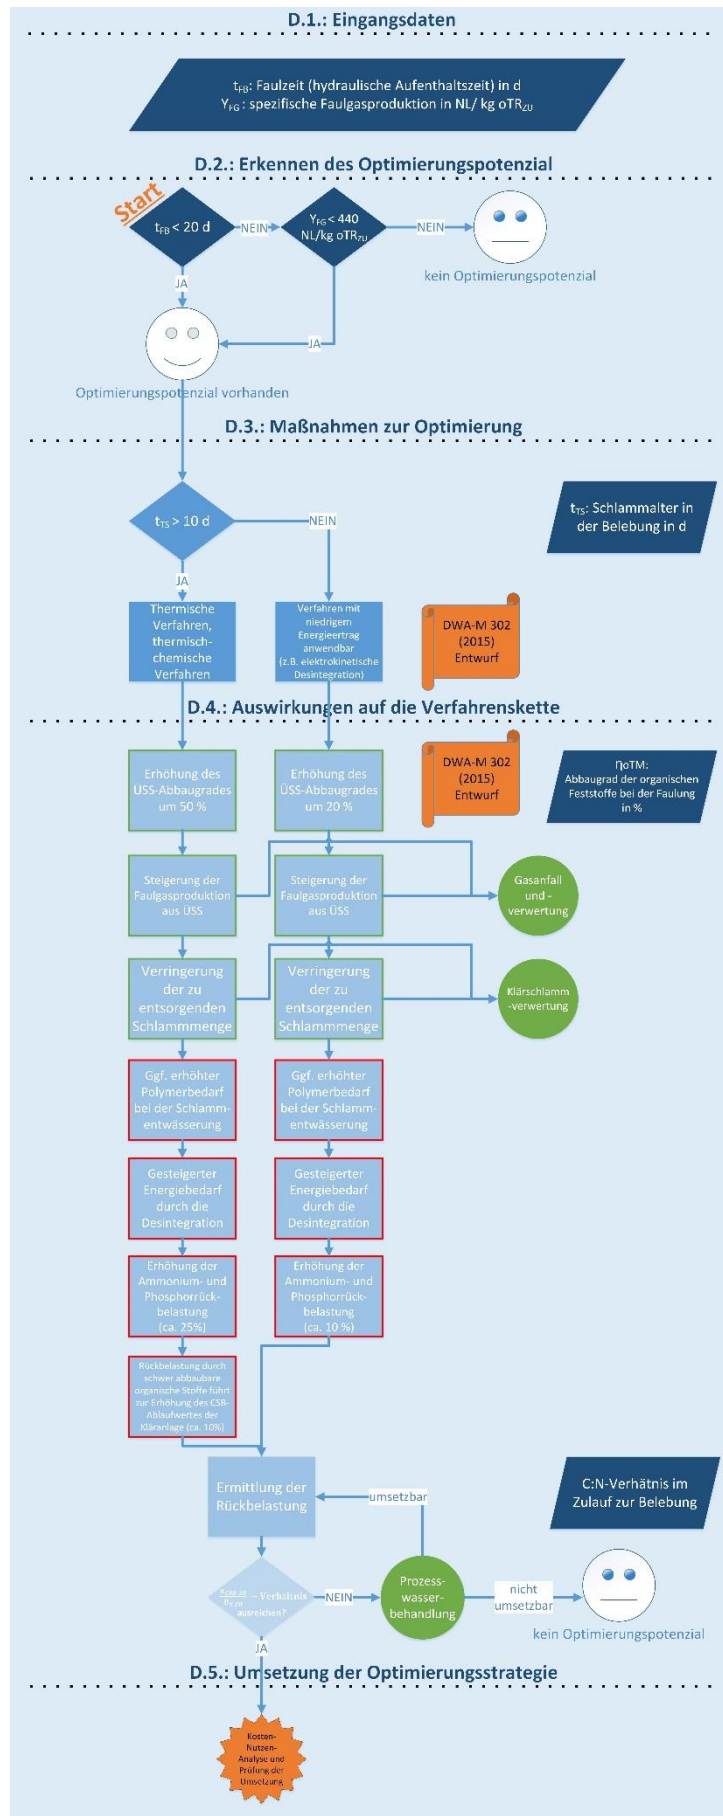 D.1.: Eingangsdaten
t_FB: Faulzeit (hydraulische Aufenthaltszeit) in d
Y_FG : spezifische Faulgasproduktion in NL/ kg oTR_ZU
D.2.: Erkennen des Optimierungspotenzial
Start
t_FB < 20 d
NEIN
Y_FG < 440
NL/kg oTR_ZU
NEIN
kein Optimierungspotenzial
JA
JA
Optimierungspotenzial vorhanden
D.3.: Maßnahmen zur Optimierung
t_TS > 10 d
NEIN
t_TS: Schlammalter in
der Belebung in d
JA
Thermische
Verfahren,
thermisch-
chemische
Verfahren
Verfahren mit
niedrigem
Energieertrag
anwendbar
(z.B. elektrokinetische
Desintegration)
DWA-M 302
(2015)
Entwurf
D.4.: Auswirkungen auf die Verfahrenskette
Erhöhung des
ÜSS-Abbaugrades
um 50 %
Erhöhung des
ÜSS-Abbaugrades
um 20 %
DWA-M 302
(2015)
Entwurf
ηoTM:
Abbaugrad der organischen
Feststoffe bei der Faulung
in %
Steigerung der
Faulgasproduktion
aus ÜSS
Steigerung der
Faulgasproduktion
aus ÜSS
Gasanfall
und -
verwertung
Verringerung
der zu
entsorgenden
Schlammmenge
Verringerung
der zu
entsorgenden
Schlammmenge
Klärschlamm
-verwertung
Ggf. erhöhter
Polymerbedarf
bei der Schlamm-
entwässerung
Ggf. erhöhter
Polymerbedarf
bei der Schlamm-
entwässerung
Gesteigerter
Energiebedarf
durch die
Desintegration
Gesteigerter
Energiebedarf
durch die
Desintegration
Erhöhung der
Ammonium- und
Phosphorrück-
belastung
(ca. 25%)
Erhöhung der
Ammonium- und
Phosphorrück-
belastung
(ca. 10 %)
Rückbelastung durch
schwer abbaubare
organische Stoffe führt
zur Erhöhung des CSB-
Ablaufwertes der
Kläranlage (ca. 10%)
Ermittlung der
Rückbelastung
umsetzbar
C:N-Verhätnis im
Zulauf zur Belebung
– Verhältnis
ausreichen?
NEIN
Prozess-
wasser-
behandlung
nicht
umsetzbar
kein Optimierungspotenzial
JA
D.5.: Umsetzung der Optimierungsstrategie
Kosten-
Nutzen-
Analyse und
Prüfung der
Umsetzung